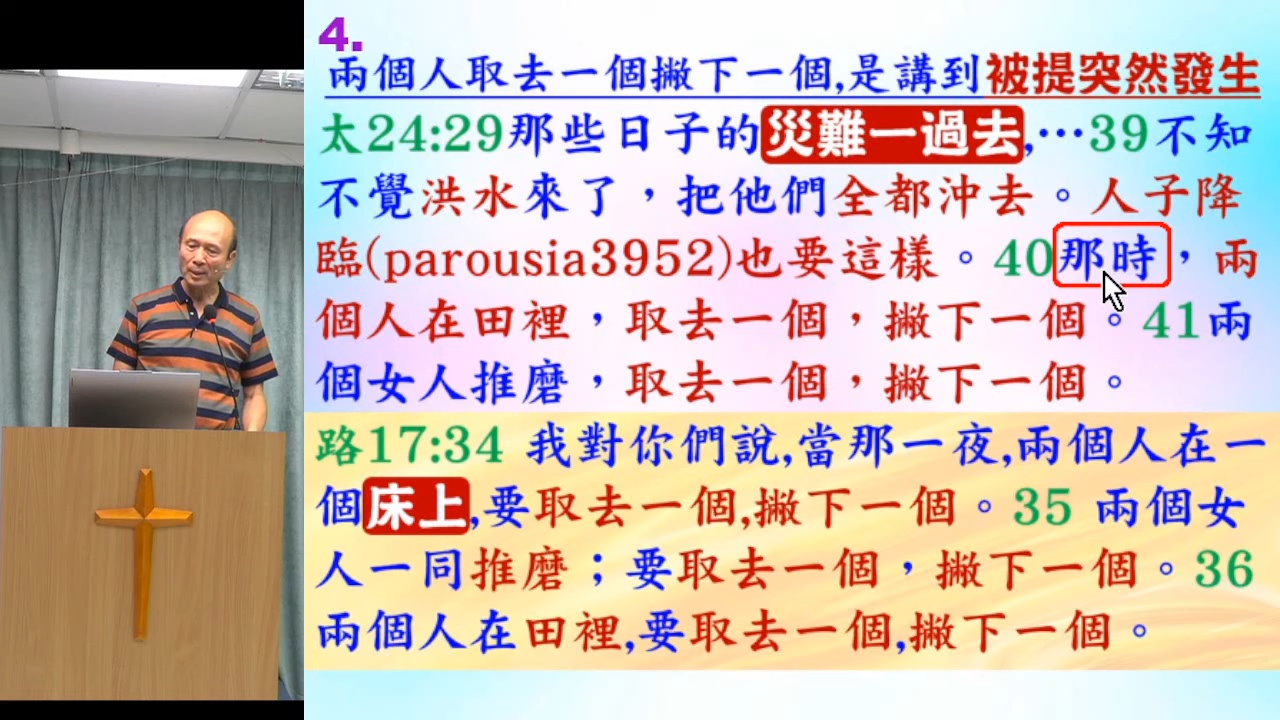 4.
兩個人取去一個撇下一個,是講到被提突然發生
太24:29那些日子的災難一過去,…39不知
不覺洪水來了，把他們全都沖去。人子降
臨(parousia3952)也要這樣。40那時，兩
個人在田裡，取去一個，撇下一個。41兩
個女人推磨，取去一個，撇下一個。
路17:34 我對你們說,當那一夜,兩個人在一
個床上,要取去一個,撇下一個。35 兩個女
人一同推磨；要取去一個，撇下一個。36
兩個人在田裡,要取去一個,撇下一個。